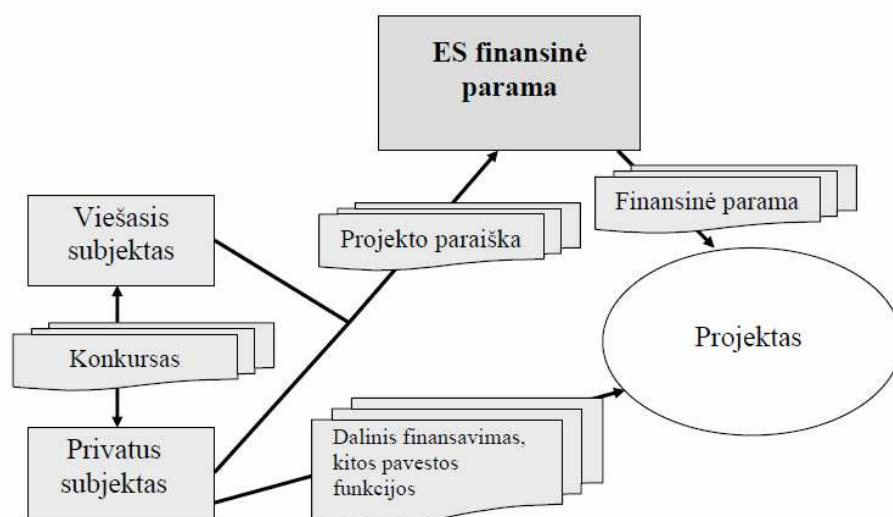 ES finansinė
parama
Finansinė parama
Viešasis
subjektas
Projekto paraiška
Projektas
Konkursas
Privatus
subjektas
Dalinis finansavimas,
kitos pavestos
funkcijos